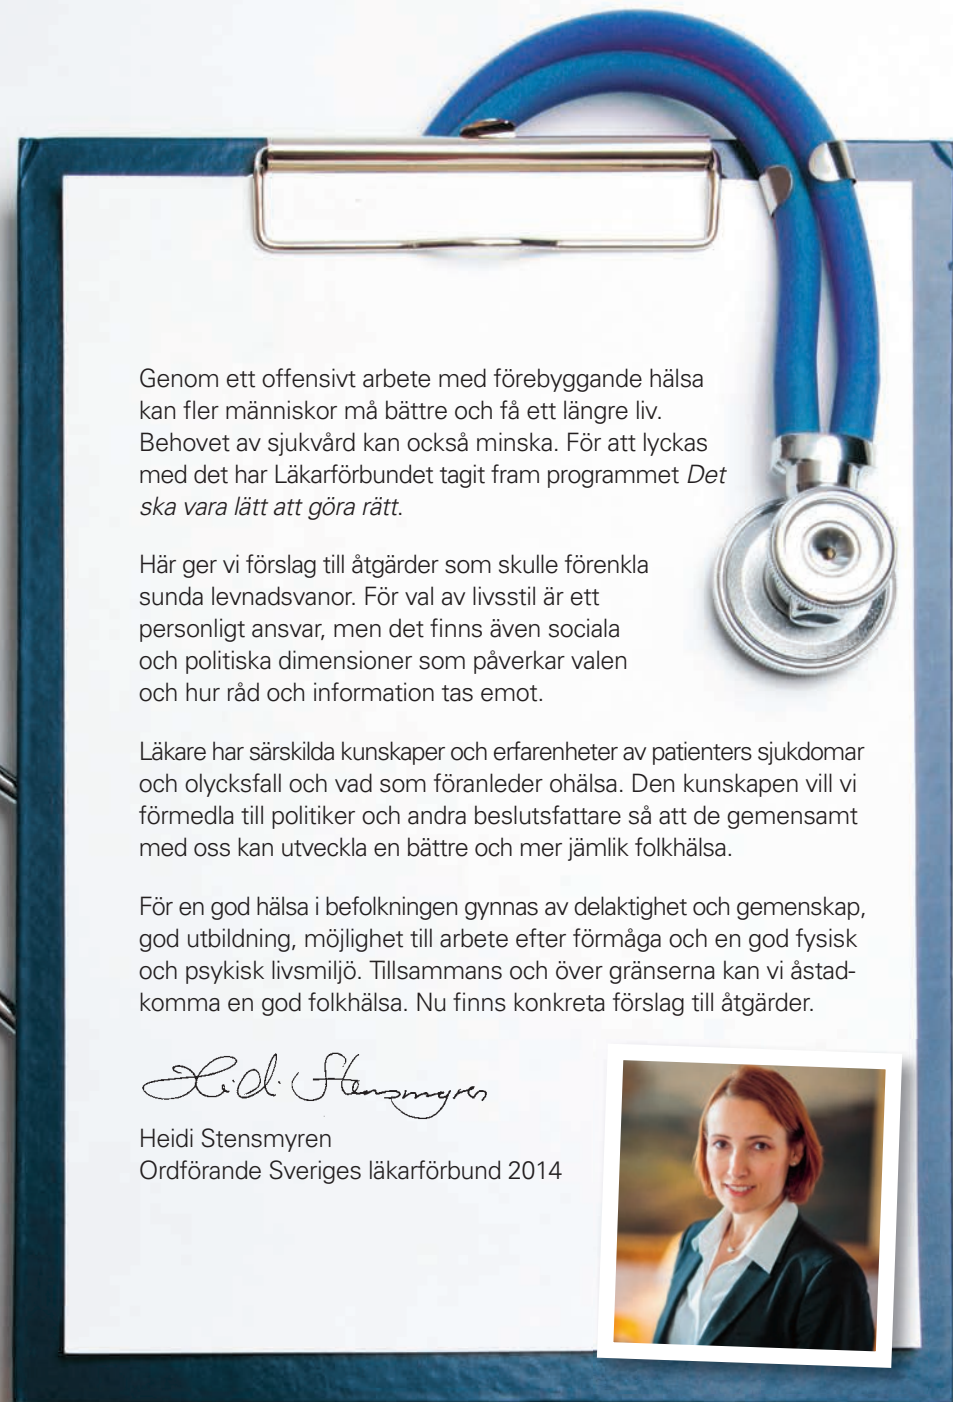 Genom ett offensivt arbete med förebyggande hälsa
kan fler människor må bättre och få ett längre liv.
Behovet av sjukvård kan också minska. För att lyckas
med det har Läkarförbundet tagit fram programmet Det
ska vara lätt att göra rätt.
Här ger vi förslag till åtgärder som skulle förenkla
sunda levnadsvanor. För val av livsstil är ett
personligt ansvar, men det finns även sociala
och politiska dimensioner som påverkar valen
och hur råd och information tas emot.
Läkare har särskilda kunskaper och erfarenheter av patienters sjukdomar
och olycksfall och vad som föranleder ohälsa. Den kunskapen vill vi
förmedla till politiker och andra beslutsfattare så att de gemensamt
med oss kan utveckla en bättre och mer jämlik folkhälsa.
För en god hälsa i befolkningen gynnas av delaktighet och gemenskap,
god utbildning, möjlighet till arbete efter förmåga och en god fysisk
och psykisk livsmiljö. Tillsammans och över gränserna kan vi åstad-
komma en god folkhälsa. Nu finns konkreta förslag till åtgärder.
Heidi Stensmyren
Heidi Stensmyren
Ordförande Sveriges läkarförbund 2014